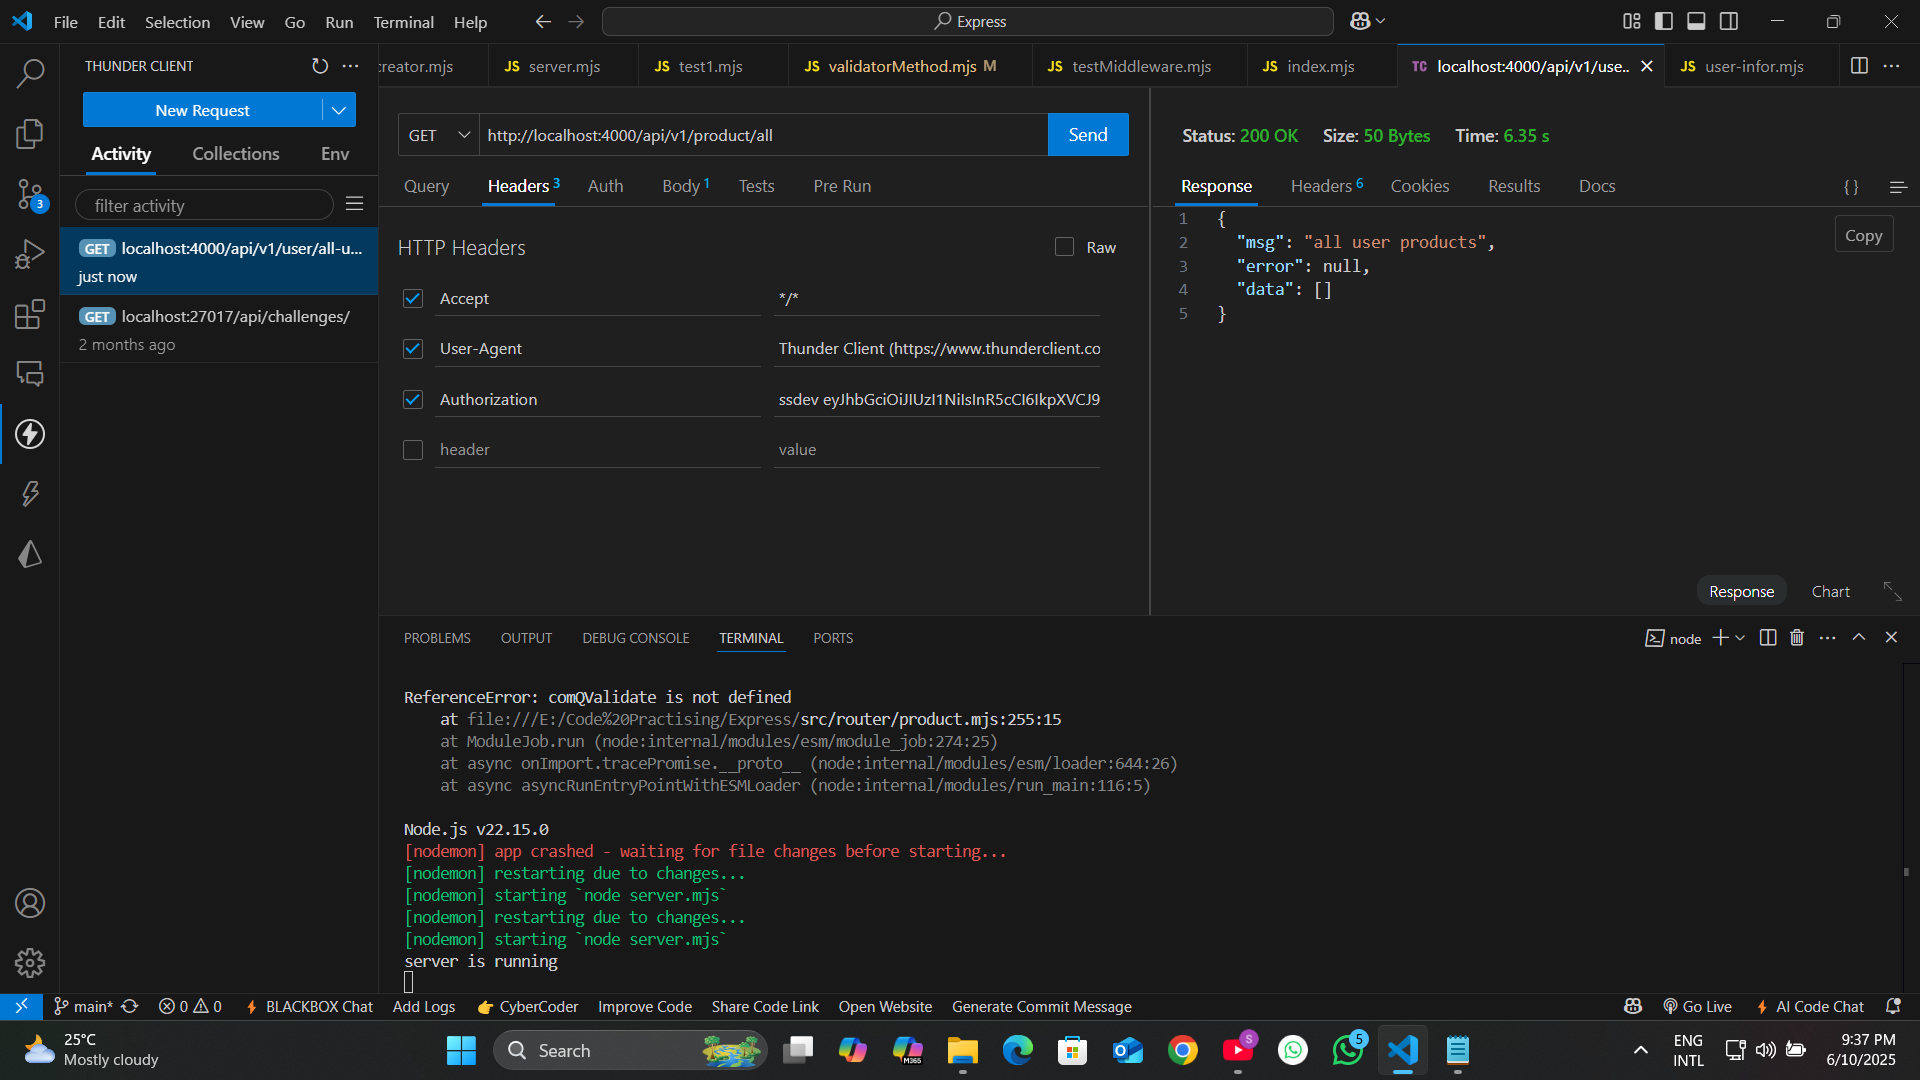 File Edit Selection View Go Run Terminal Help
Express
THUNDER CLIENT
New Request
Activity Collections Env
filter activity
GET localhost:4000/api/v1/user/all-u...
just now
GET localhost:27017/api/challenges/
2 months ago
3
creator.mjs
JS server.mjs
JS test1.mjs
JS validatorMethod.mjs M
JS testMiddleware.mjs
JS index.mjs
TC localhost:4000/api/v1/use..
JS user-infor.mjs
GET http://localhost:4000/api/v1/product/all Send
Query Headers 3 Auth Body 1 Tests Pre Run
HTTP Headers Raw
Accept */*
User-Agent Thunder Client (https://www.thunderclient.co
Authorization ssdev eyJhbGciOiJIUzI1NiIsInR5cCI6IkpXVCJ9
header value
Status: 200 OK Size: 50 Bytes Time: 6.35 s
Response Headers 6 Cookies Results Docs { }
Copy
1 {
2 "msg": "all user products",
3 "error": null,
4 "data": []
5 }
Response Chart
PROBLEMS OUTPUT DEBUG CONSOLE TERMINAL PORTS
node
ReferenceError: comQValidate is not defined
at file:///E:/Code%20Practising/Express/src/router/product.mjs:255:15
at ModuleJob.run (node:internal/modules/esm/module_job:274:25)
at async onImport.tracePromise.__proto__ (node:internal/modules/esm/loader:644:26)
at async asyncRunEntryPointWithESMLoader (node:internal/modules/run_main:116:5)
Node.js v22.15.0
[nodemon] app crashed - waiting for file changes before starting...
[nodemon] restarting due to changes...
[nodemon] starting `node server.mjs`
[nodemon] restarting due to changes...
[nodemon] starting `node server.mjs`
server is running
main* 0 0 BLACKBOX Chat Add Logs CyberCoder Improve Code Share Code Link Open Website Generate Commit Message Go Live AI Code Chat
25°C
Mostly cloudy
Search
M365
S
5
ENG
INTL
9:37 PM
6/10/2025